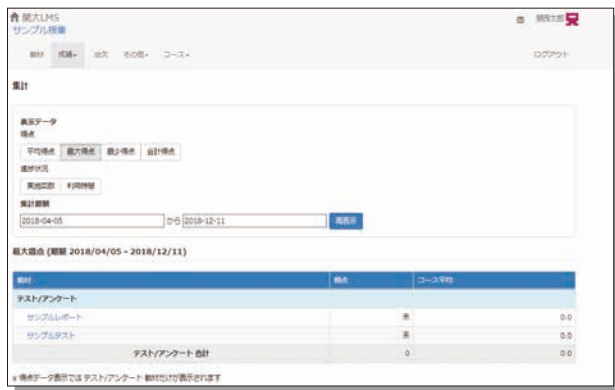 関大LMS
関西太郎
サンプル授業
教材 成績 出欠 その他 コース ログアウト
集計
表示データ
得点
平均得点 最大得点 最少得点 合計得点
進捗状況
実施回数 利用時間
集計期間
2018-04-05 から 2018-12-11 再表示
最大得点 (期間 2018/04/05 - 2018/12/11)
教材 得点 コース平均
テスト/アンケート
サンプルレポート 未 0.0
サンプルテスト 未 0.0
テスト/アンケート 合計 0 0.0
※ 得点データ表示では テスト/アンケート 教材だけが表示されます